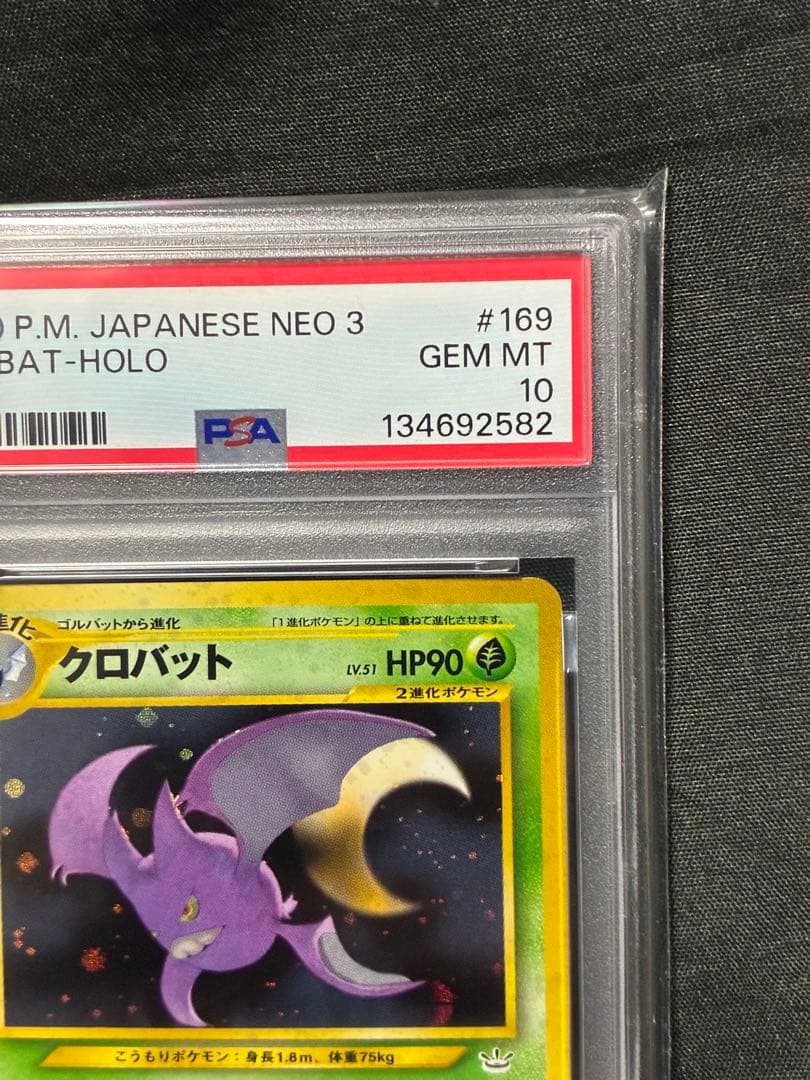 P.M. JAPANESE NEO 3 #169
BAT-HOLO GEM MT
10
PSA 134692582
ゴルバットから進化 「1進化ポケモン」の上に重ねて進化させます。
進化
クロバット LV.51 HP90
2進化ポケモン
こうもりポケモン：身長1.8m、体重75kg